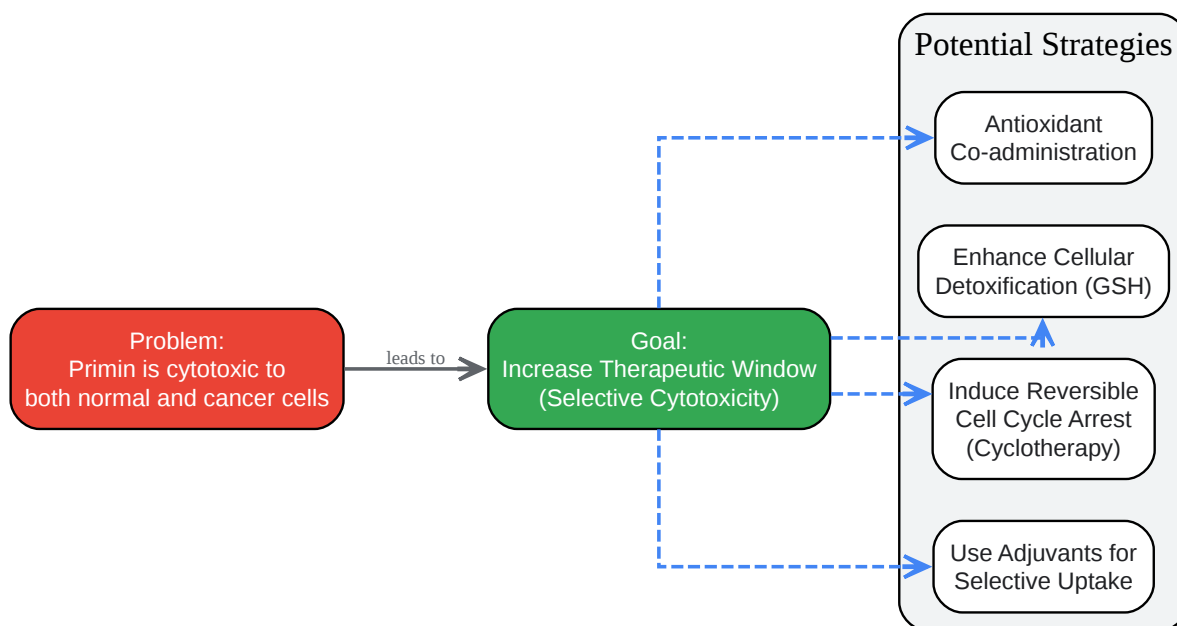 Problem:
Primin is cytotoxic to
both normal and cancer cells
leads to
Goal:
Increase Therapeutic Window
(Selective Cytotoxicity)
Potential Strategies
Antioxidant
Co-administration
Enhance Cellular
Detoxification (GSH)
Induce Reversible
Cell Cycle Arrest
(Cyclotherapy)
Use Adjuvants for
Selective Uptake